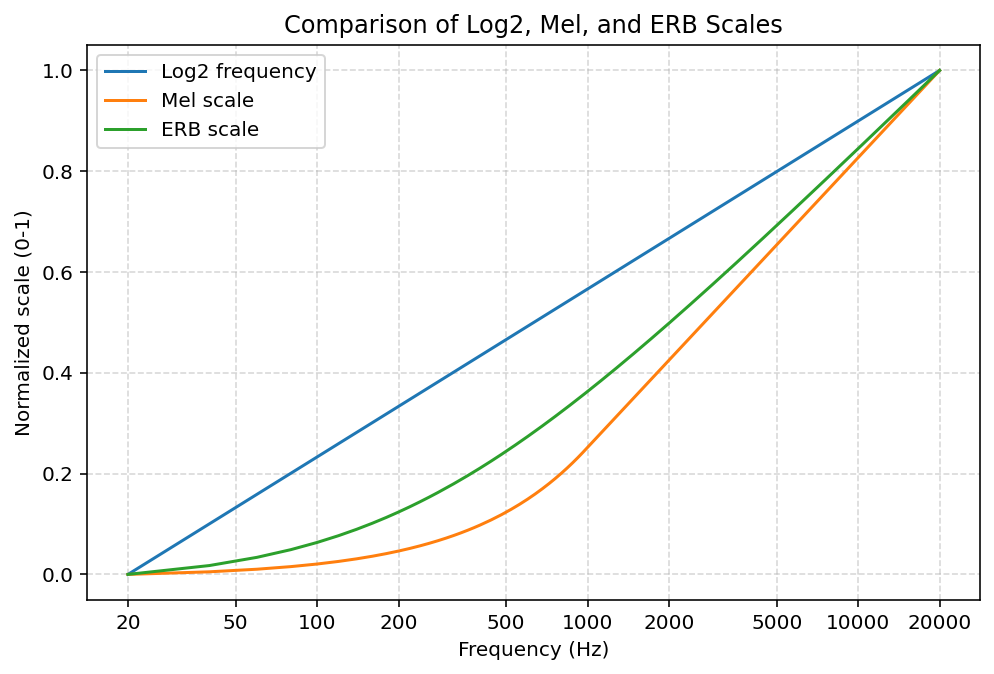 Comparison of Log2, Mel, and ERB Scales
Log2 frequency
Mel scale
ERB scale
Normalized scale (0-1)
1.0
0.8
0.6
0.4
0.2
0.0
20 50 100 200 500 1000 2000 5000 10000 20000
Frequency (Hz)